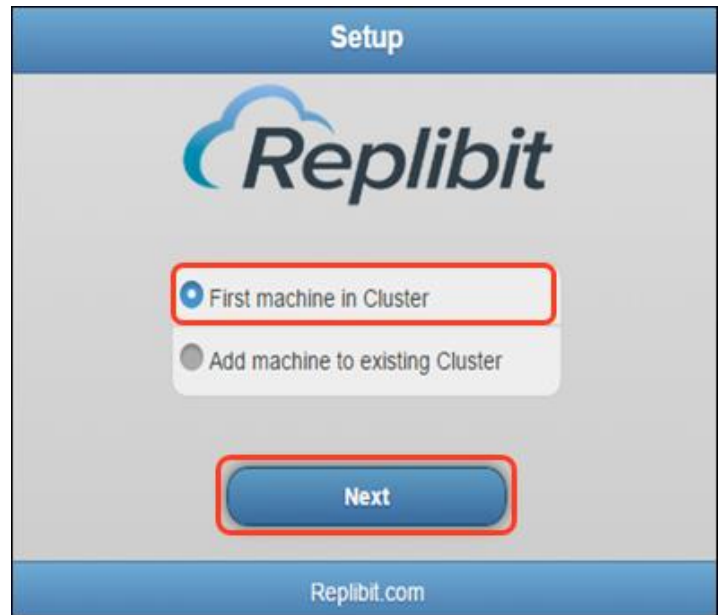 Setup
Replibit
First machine in Cluster
Add machine to existing Cluster
Next
Replibit.com